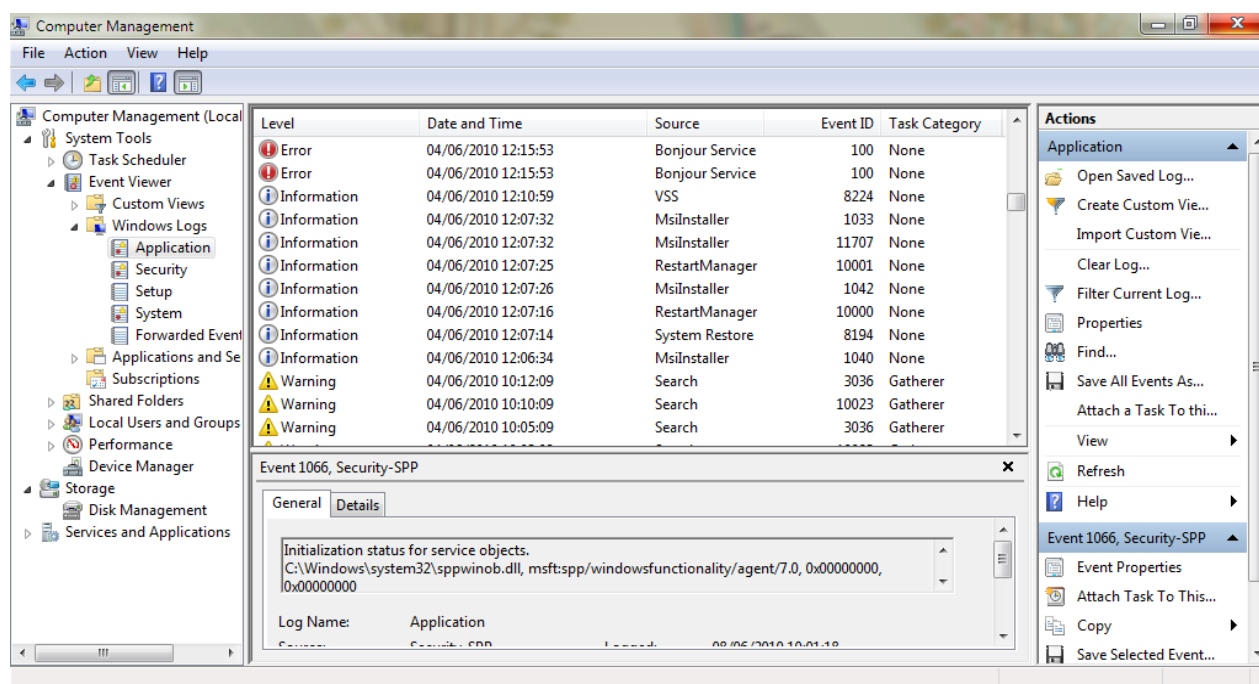 Computer Management
File Action View Help
Computer Management (Local
System Tools
Task Scheduler
Event Viewer
Custom Views
Windows Logs
Application
Security
Setup
System
Forwarded Event
Applications and Se
Subscriptions
Shared Folders
Local Users and Groups
Performance
Device Manager
Storage
Disk Management
Services and Applications
Level Date and Time Source Event ID Task Category
Error 04/06/2010 12:15:53 Bonjour Service 100 None
Error 04/06/2010 12:15:53 Bonjour Service 100 None
Information 04/06/2010 12:10:59 VSS 8224 None
Information 04/06/2010 12:07:32 MsiInstaller 1033 None
Information 04/06/2010 12:07:32 MsiInstaller 11707 None
Information 04/06/2010 12:07:25 RestartManager 10001 None
Information 04/06/2010 12:07:26 MsiInstaller 1042 None
Information 04/06/2010 12:07:16 RestartManager 10000 None
Information 04/06/2010 12:07:14 System Restore 8194 None
Information 04/06/2010 12:06:34 MsiInstaller 1040 None
Warning 04/06/2010 10:12:09 Search 3036 Gatherer
Warning 04/06/2010 10:10:09 Search 10023 Gatherer
Warning 04/06/2010 10:05:09 Search 3036 Gatherer
Event 1066, Security-SPP
General Details
Initialization status for service objects.
C:\Windows\system32\sppwinob.dll, msft:spp/windowsfunctionality/agent/7.0, 0x00000000,
0x00000000
Log Name: Application
Actions
Application
Open Saved Log...
Create Custom Vie...
Import Custom Vie...
Clear Log...
Filter Current Log...
Properties
Find...
Save All Events As...
Attach a Task To thi...
View
Refresh
Help
Event 1066, Security-SPP
Event Properties
Attach Task To This...
Copy
Save Selected Event...